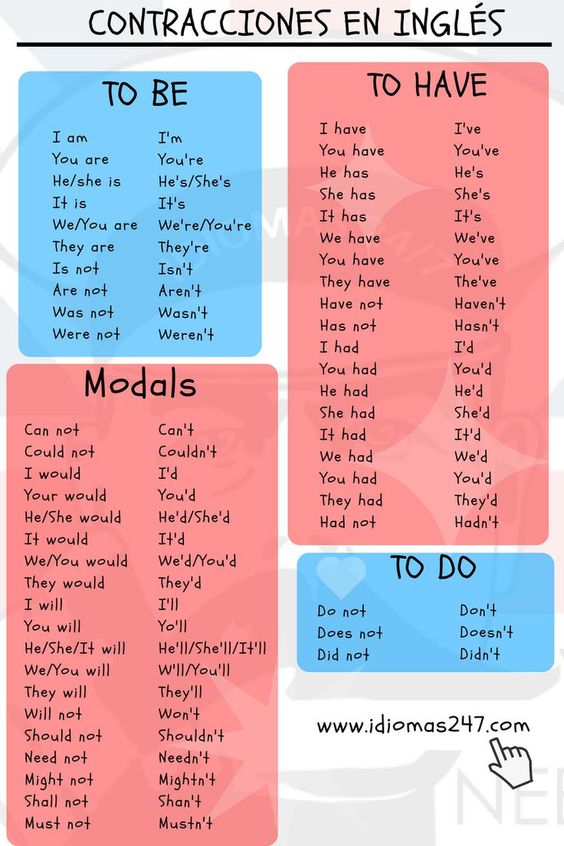 CONTRACCIONES EN INGLÉS
TO BE
I am I'm
You are You're
He/she is He's/She's
It is It's
We/You are We're/You're
They are They're
Is not Isn't
Are not Aren't
Was not Wasn't
Were not Weren't
TO HAVE
I have I've
You have You've
He has He's
She has She's
It has It's
We have We've
You have You've
They have The've
Have not Haven't
Has not Hasn't
I had I'd
You had You'd
He had He'd
She had She'd
It had It'd
We had We'd
You had You'd
They had They'd
Had not Hadn't
Modals
Can not Can't
Could not Couldn't
I would I'd
Your would You'd
He/She would He'd/She'd
It would It'd
We/You would We'd/You'd
They would They'd
I will I'll
You will Yo'll
He/She/It will He'll/She'll/It'll
We/You will W'll/You'll
They will They'll
Will not Won't
Should not Shouldn't
Need not Needn't
Might not Mightn't
Shall not Shan't
Must not Mustn't
TO DO
Do not Don't
Does not Doesn't
Did not Didn't
www.idiomas247.com